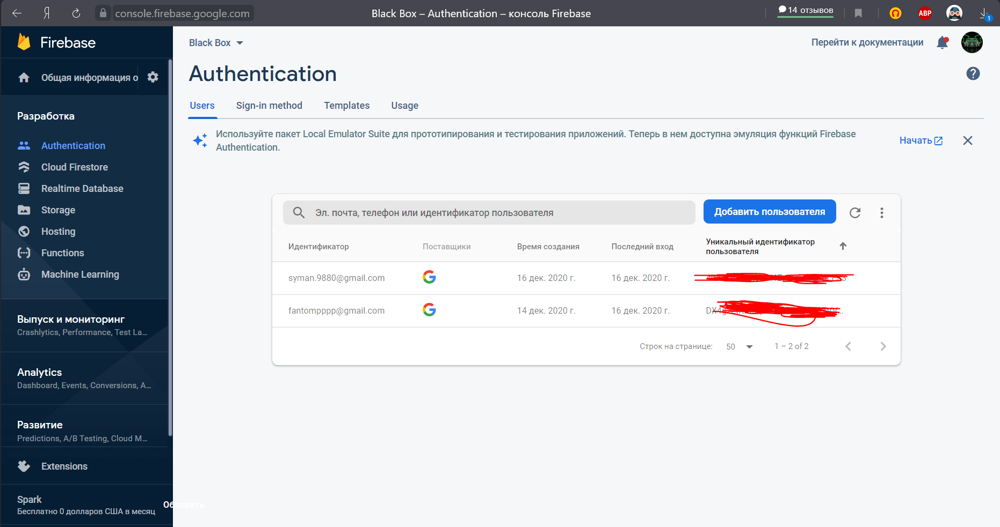 console.firebase.google.com
Black Box – Authentication – консоль Firebase
14 отзывов
ABP
1
Firebase
Общая информация о
Разработка
Authentication
Cloud Firestore
Realtime Database
Storage
Hosting
Functions
Machine Learning
Выпуск и мониторинг
Crashlytics, Performance, Test La...
Analytics
Dashboard, Events, Conversions, A...
Развитие
Predictions, A/B Testing, Cloud M...
Extensions
Spark
Бесплатно 0 долларов США в месяц
Обновить
Black Box
Перейти к документации
Authentication
Users Sign-in method Templates Usage
Используйте пакет Local Emulator Suite для прототипирования и тестирования приложений. Теперь в нем доступна эмуляция функций Firebase
Authentication.
Начать
Эл. почта, телефон или идентификатор пользователя
Добавить пользователя
Идентификатор Поставщики Время создания Последний вход Уникальный идентификатор
пользователя
syman.9880@gmail.com 16 дек. 2020 г. 16 дек. 2020 г.
fantompppp@gmail.com 14 дек. 2020 г. 16 дек. 2020 г.
Строк на странице: 50 1 – 2 of 2